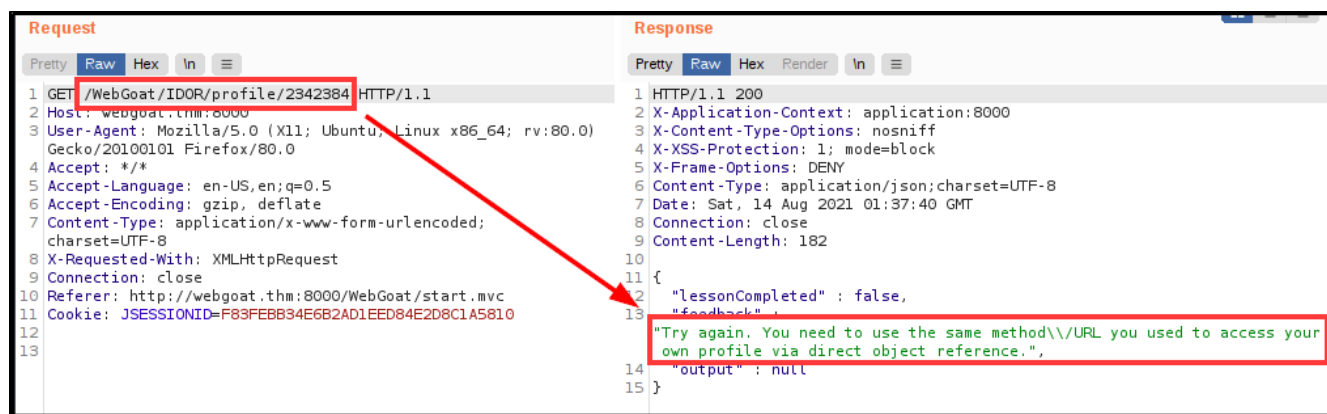 Request
Pretty Raw Hex \n ≡
1 GET /WebGoat/IDOR/profile/2342384 HTTP/1.1
2 Host: webgoat.thm:8000
3 User-Agent: Mozilla/5.0 (X11; Ubuntu; Linux x86_64; rv:80.0)
Gecko/20100101 Firefox/80.0
4 Accept: */*
5 Accept-Language: en-US,en;q=0.5
6 Accept-Encoding: gzip, deflate
7 Content-Type: application/x-www-form-urlencoded;
charset=UTF-8
8 X-Requested-With: XMLHttpRequest
9 Connection: close
10 Referer: http://webgoat.thm:8000/WebGoat/start.mvc
11 Cookie: JSESSIONID=F83FEBB34E6B2AD1EED84E2D8C1A5810
12
13
Response
Pretty Raw Hex Render \n ≡
1 HTTP/1.1 200
2 X-Application-Context: application:8000
3 X-Content-Type-Options: nosniff
4 X-XSS-Protection: 1; mode=block
5 X-Frame-Options: DENY
6 Content-Type: application/json;charset=UTF-8
7 Date: Sat, 14 Aug 2021 01:37:40 GMT
8 Connection: close
9 Content-Length: 182
10
11 {
12 "lessonCompleted" : false,
13 "feedback" :
"Try again. You need to use the same method\\/URL you used to access your
own profile via direct object reference.",
14 "output" : null
15 }